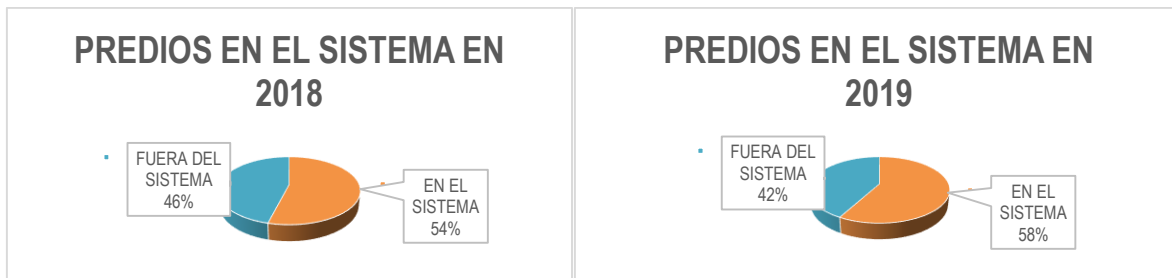 PREDIOS EN EL SISTEMA EN
2018
FUERA DEL
SISTEMA
46%
EN EL
SISTEMA
54%
PREDIOS EN EL SISTEMA EN
2019
FUERA DEL
SISTEMA
42%
EN EL
SISTEMA
58%